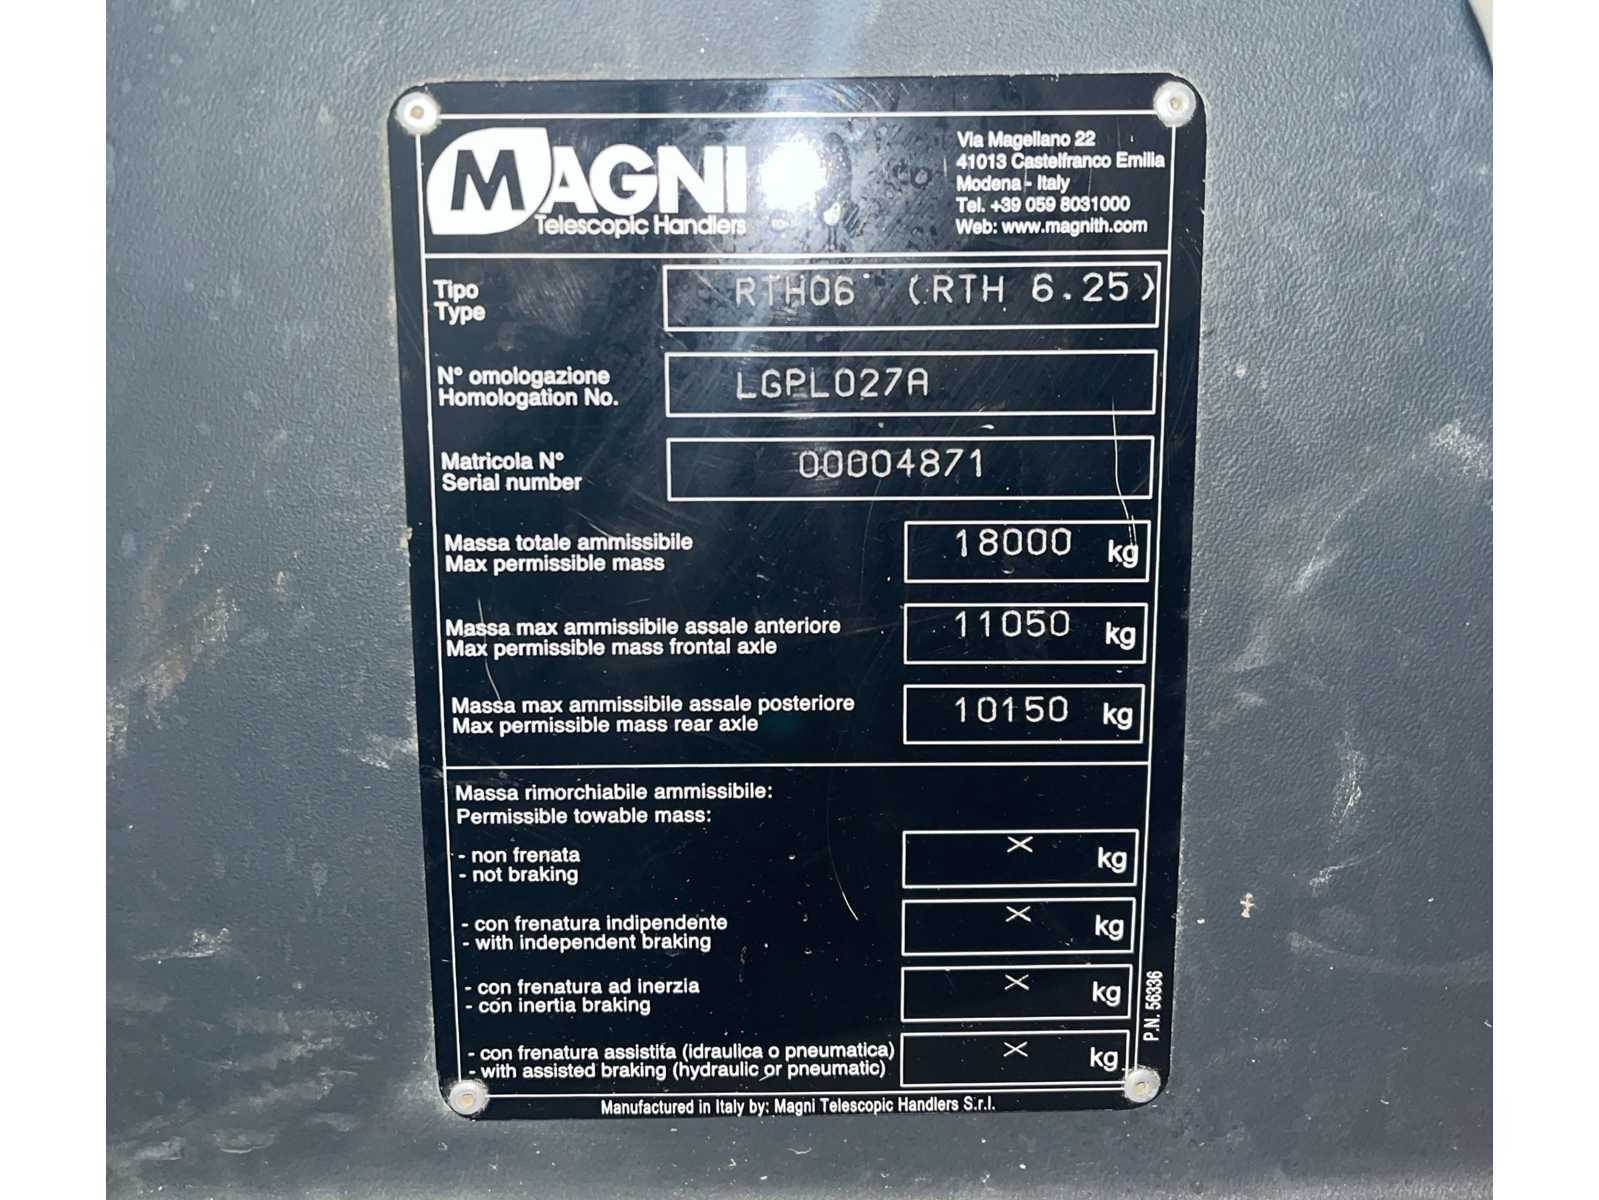 MAGNI
Telescopic Handlers
Via Magellano 22
41013 Castelfranco Emilia
Modena - Italy
Tel. +39 059 8031000
Web: www.magnith.com
Tipo
Type
RTH06 (RTH 6.25)
N° omologazione
Homologation No.
LGPL027A
Matricola N°
Serial number
00004871
Massa totale ammissibile
Max permissible mass
18000 kg
Massa max ammissibile assale anteriore
Max permissible mass frontal axle
11050 kg
Massa max ammissibile assale posteriore
Max permissible mass rear axle
10150 kg
Massa rimorchiabile ammissibile:
Permissible towable mass:
- non frenata
- not braking
X kg
- con frenatura indipendente
- with independent braking
X kg
- con frenatura ad inerzia
- con inertia braking
X kg
- con frenatura assistita (idraulica o pneumatica)
- with assisted braking (hydraulic or pneumatic)
X kg
P.N. 56336
Manufactured in Italy by: Magni Telescopic Handlers S.r.l.